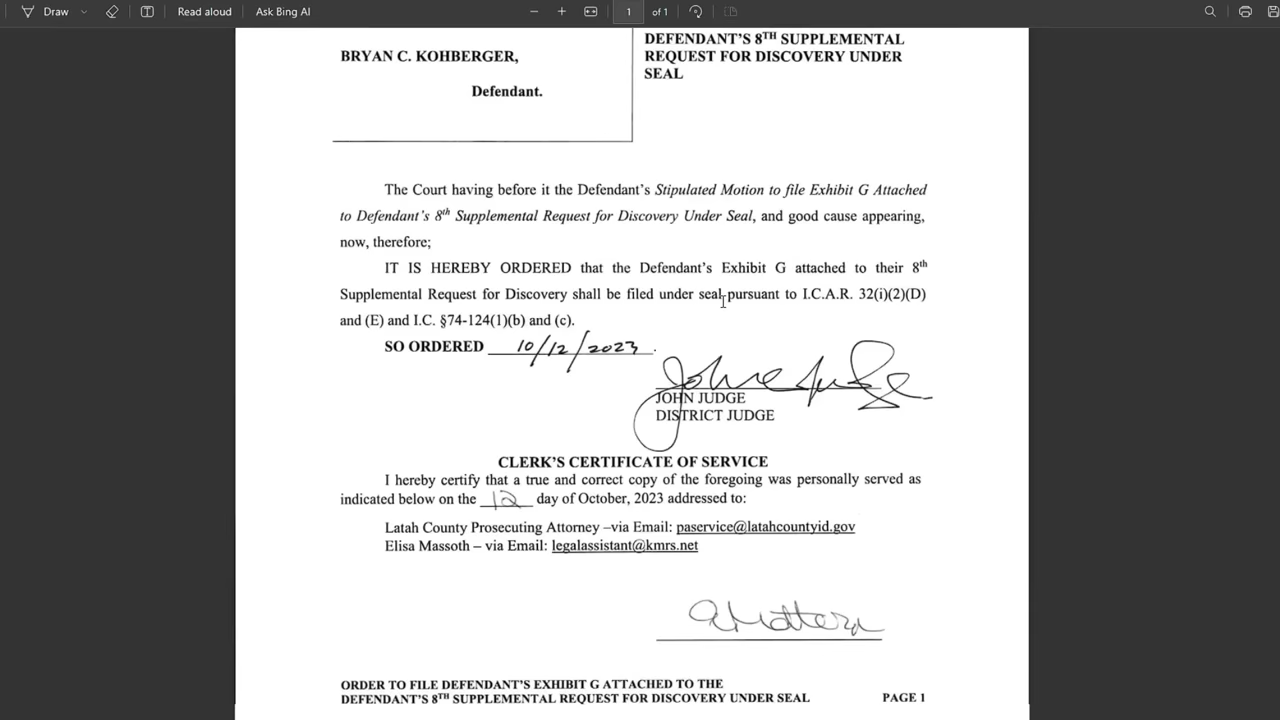 Draw Read aloud Ask Bing AI 1 of 1
BRYAN C. KOHBERGER,
Defendant.
DEFENDANT'S 8TH SUPPLEMENTAL
REQUEST FOR DISCOVERY UNDER
SEAL
The Court having before it the Defendant's Stipulated Motion to file Exhibit G Attached
to Defendant's 8th Supplemental Request for Discovery Under Seal, and good cause appearing,
now, therefore;
IT IS HEREBY ORDERED that the Defendant's Exhibit G attached to their 8th
Supplemental Request for Discovery shall be filed under seal pursuant to I.C.A.R. 32(i)(2)(D)
and (E) and I.C. §74-124(1)(b) and (c).
SO ORDERED 10/12/2023.
John Judge
JOHN JUDGE
DISTRICT JUDGE
CLERK'S CERTIFICATE OF SERVICE
I hereby certify that a true and correct copy of the foregoing was personally served as
indicated below on the 12 day of October, 2023 addressed to:
Latah County Prosecuting Attorney –via Email: paservice@latahcountyid.gov
Elisa Massoth – via Email: legalassistant@kmrs.net
ORDER TO FILE DEFENDANT'S EXHIBIT G ATTACHED TO THE
DEFENDANT'S 8TH SUPPLEMENTAL REQUEST FOR DISCOVERY UNDER SEAL PAGE 1